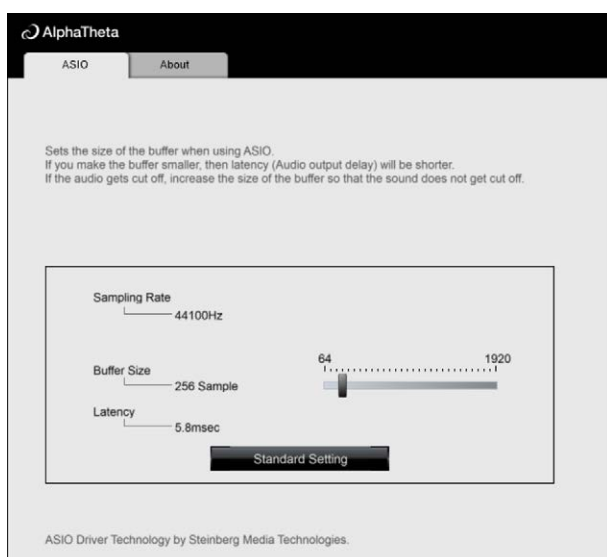 AlphaTheta
ASIO About
Sets the size of the buffer when using ASIO.
If you make the buffer smaller, then latency (Audio output delay) will be shorter.
If the audio gets cut off, increase the size of the buffer so that the sound does not get cut off.
Sampling Rate
44100Hz
64 1920
Buffer Size
256 Sample
Latency
5.8msec
Standard Setting
ASIO Driver Technology by Steinberg Media Technologies.